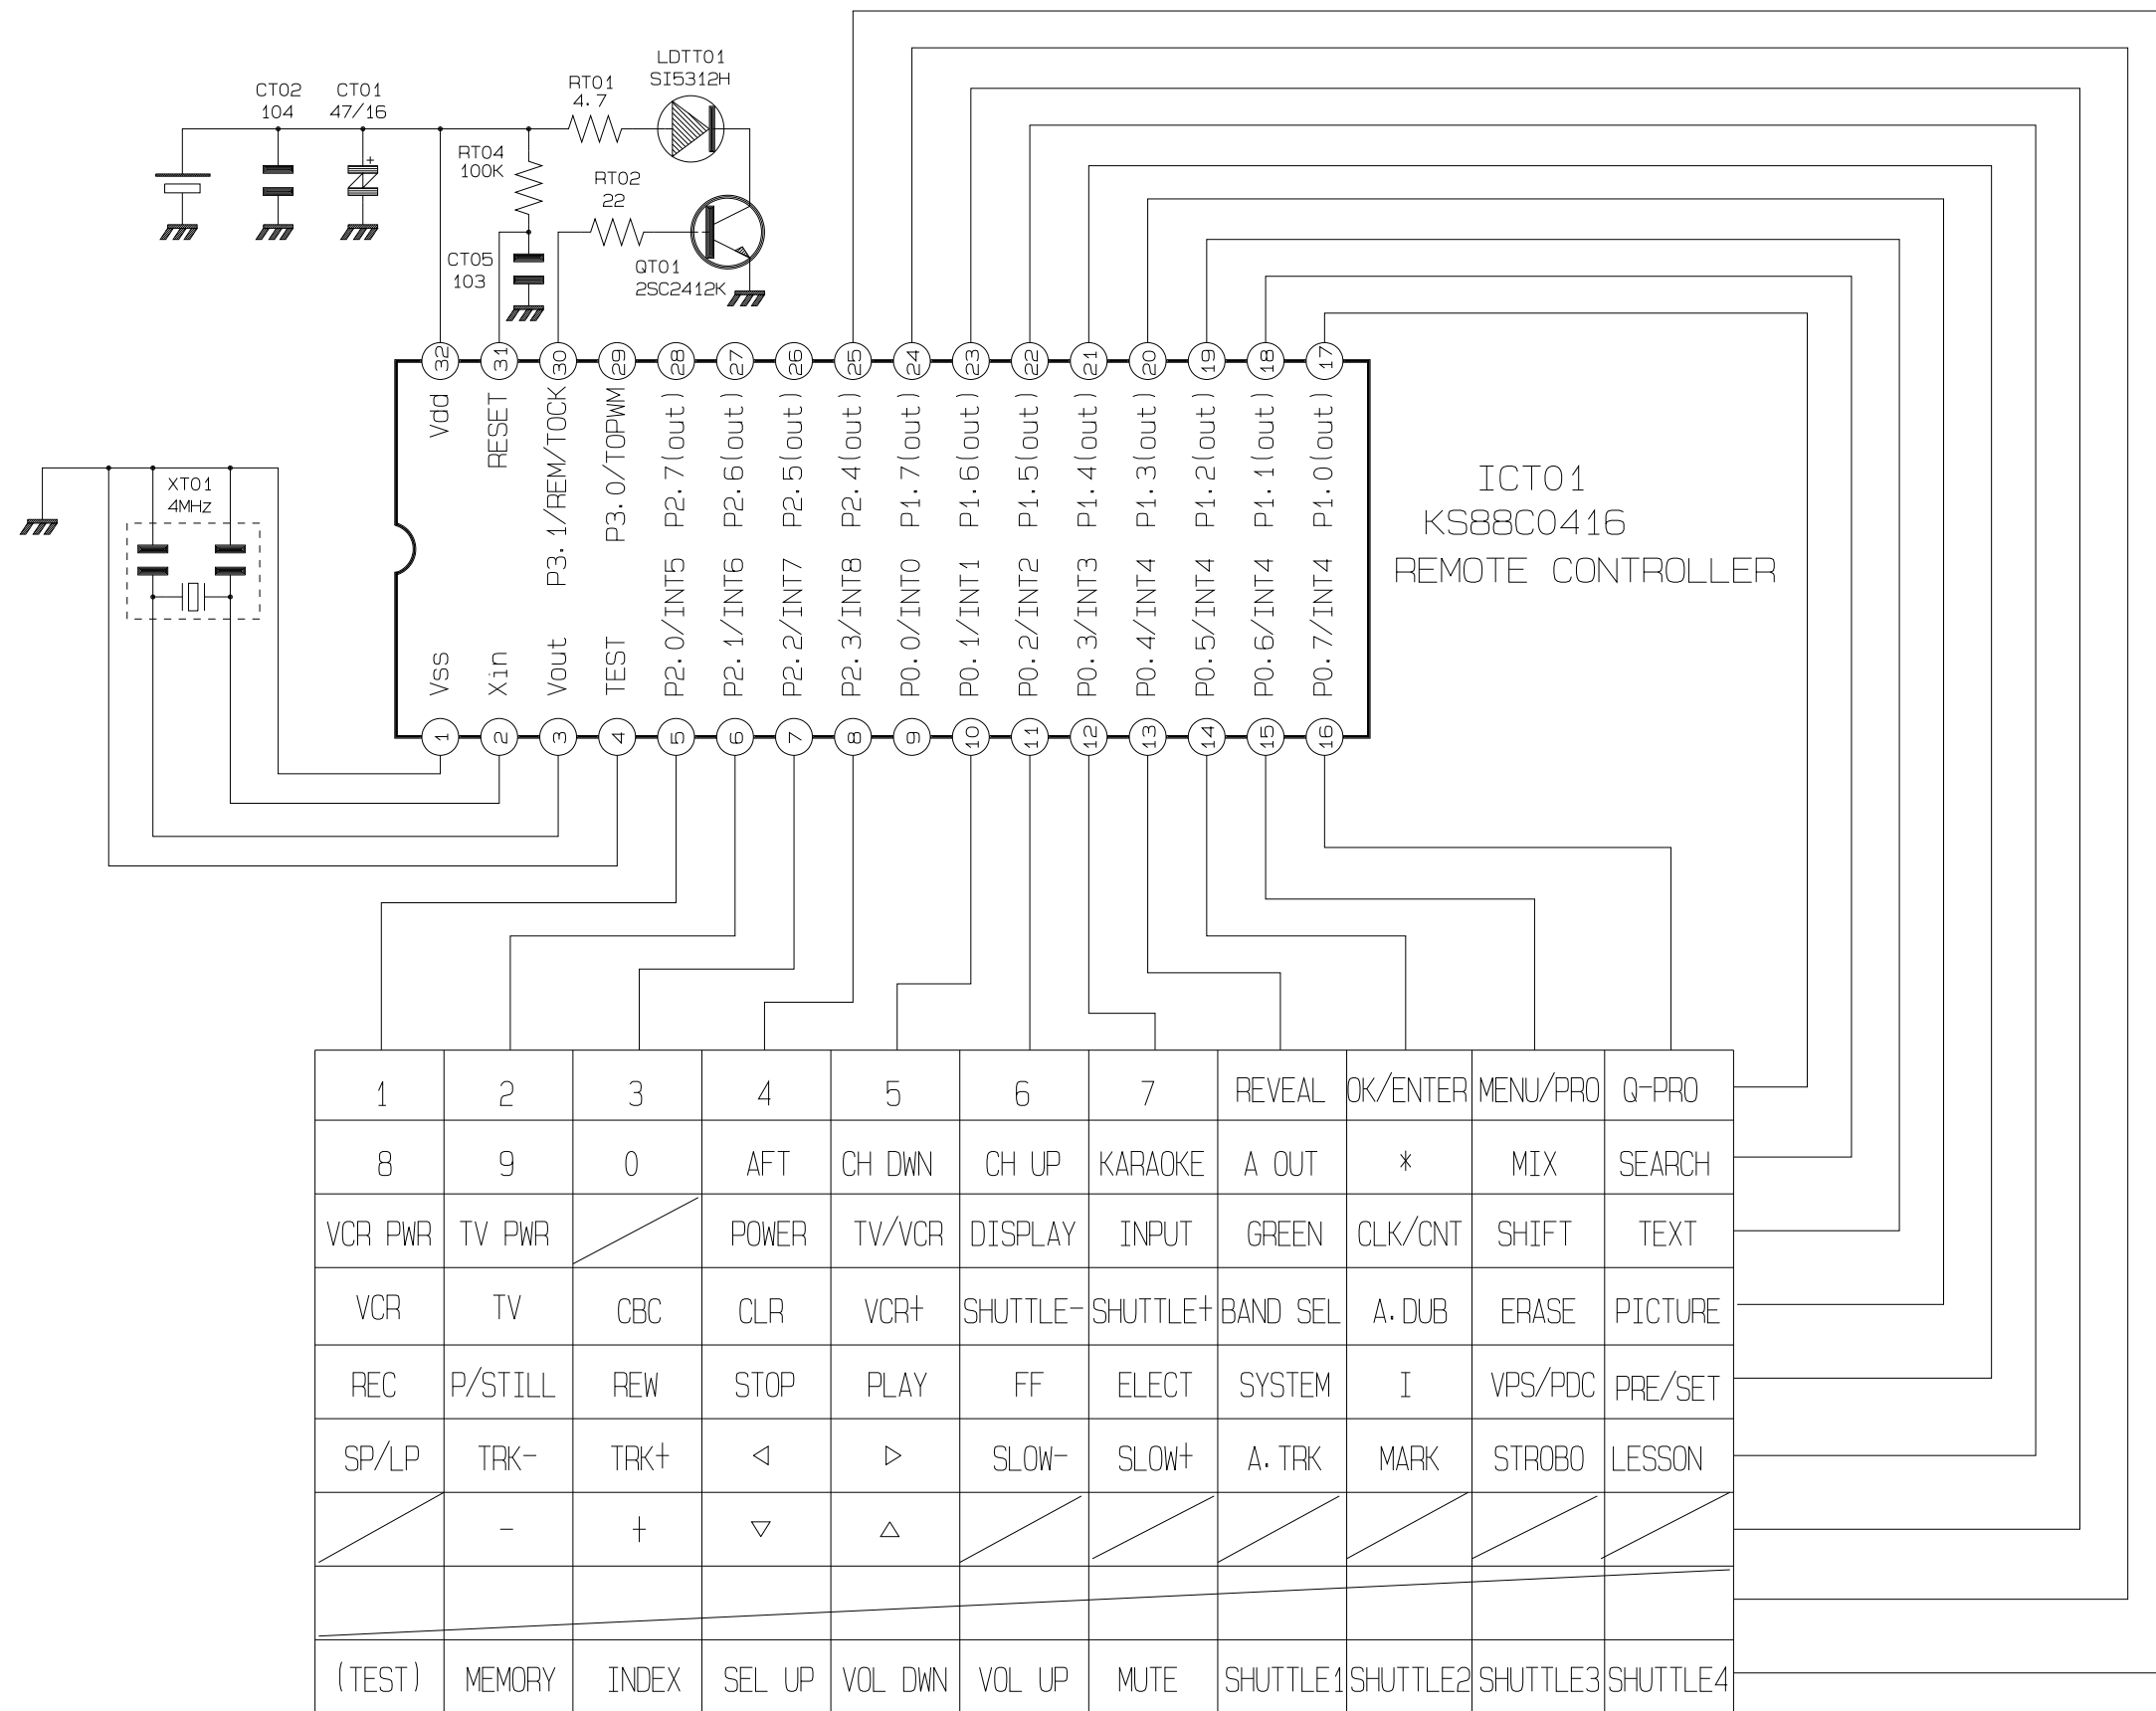 LDTT01
SI5312H
RT01
4.7
CT02
104
CT01
47/16
RT04
100K
RT02
22
CT05
103
QT01
2SC2412K
32 31 30 29 28 27 26 25 24 23 22 21 20 19 18 17
Vdd
RESET
P3.1/REM/TOCK
P3.0/TOPWM
P2.7(out)
P2.6(out)
P2.5(out)
P2.4(out)
P1.7(out)
P1.6(out)
P1.5(out)
P1.4(out)
P1.3(out)
P1.2(out)
P1.1(out)
P1.0(out)
XT01
4MHz
ICT01
KS88C0416
REMOTE CONTROLLER
Vss
Xin
Vout
TEST
P2.0/INT5
P2.1/INT6
P2.2/INT7
P2.3/INT8
P0.0/INT0
P0.1/INT1
P0.2/INT2
P0.3/INT3
P0.4/INT4
P0.5/INT4
P0.6/INT4
P0.7/INT4
1 2 3 4 5 6 7 8 9 10 11 12 13 14 15 16
1 2 3 4 5 6 7 REVEAL OK/ENTER MENU/PRO Q-PRO
8 9 0 AFT CH DWN CH UP KARAOKE A OUT * MIX SEARCH
VCR PWR TV PWR POWER TV/VCR DISPLAY INPUT GREEN CLK/CNT SHIFT TEXT
VCR TV CBC CLR VCR+ SHUTTLE- SHUTTLE+ BAND SEL A.DUB ERASE PICTURE
REC P/STILL REW STOP PLAY FF ELECT SYSTEM I VPS/PDC PRE/SET
SP/LP TRK- TRK+ ◁ ▷ SLOW- SLOW+ A.TRK MARK STROBO LESSON
- + ▽ △
(TEST) MEMORY INDEX SEL UP VOL DWN VOL UP MUTE SHUTTLE1 SHUTTLE2 SHUTTLE3 SHUTTLE4